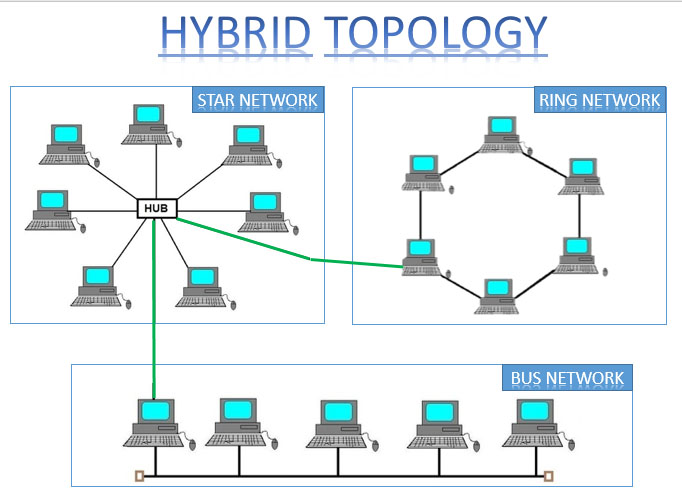 HYBRID TOPOLOGY
STAR NETWORK
RING NETWORK
HUB
BUS NETWORK